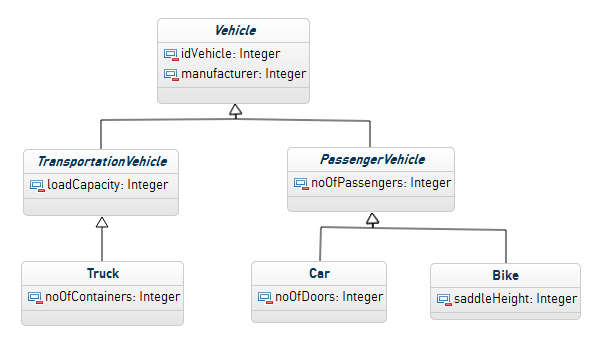 Vehicle
idVehicle: Integer
manufacturer: Integer
TransportationVehicle
loadCapacity: Integer
PassengerVehicle
noOfPassengers: Integer
Truck
noOfContainers: Integer
Car
noOfDoors: Integer
Bike
saddleHeight: Integer